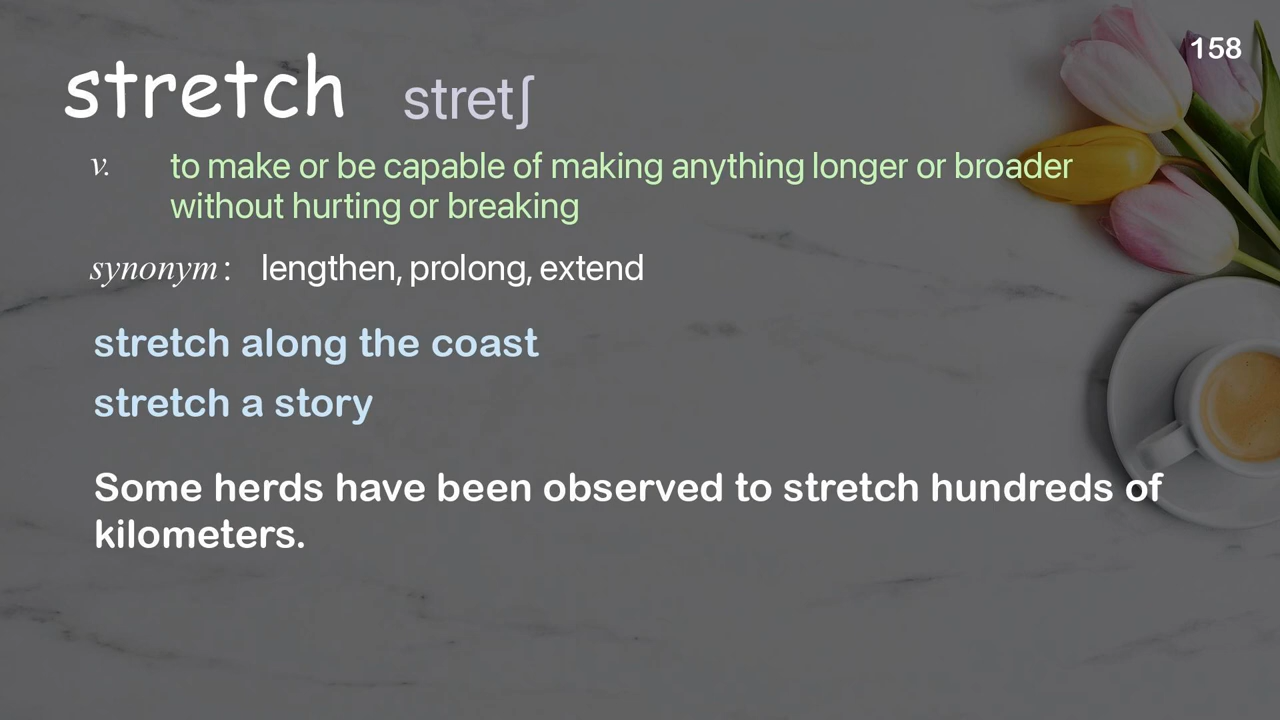 158
stretch stretʃ
v. to make or be capable of making anything longer or broader
without hurting or breaking
synonym: lengthen, prolong, extend
stretch along the coast
stretch a story
Some herds have been observed to stretch hundreds of
kilometers.